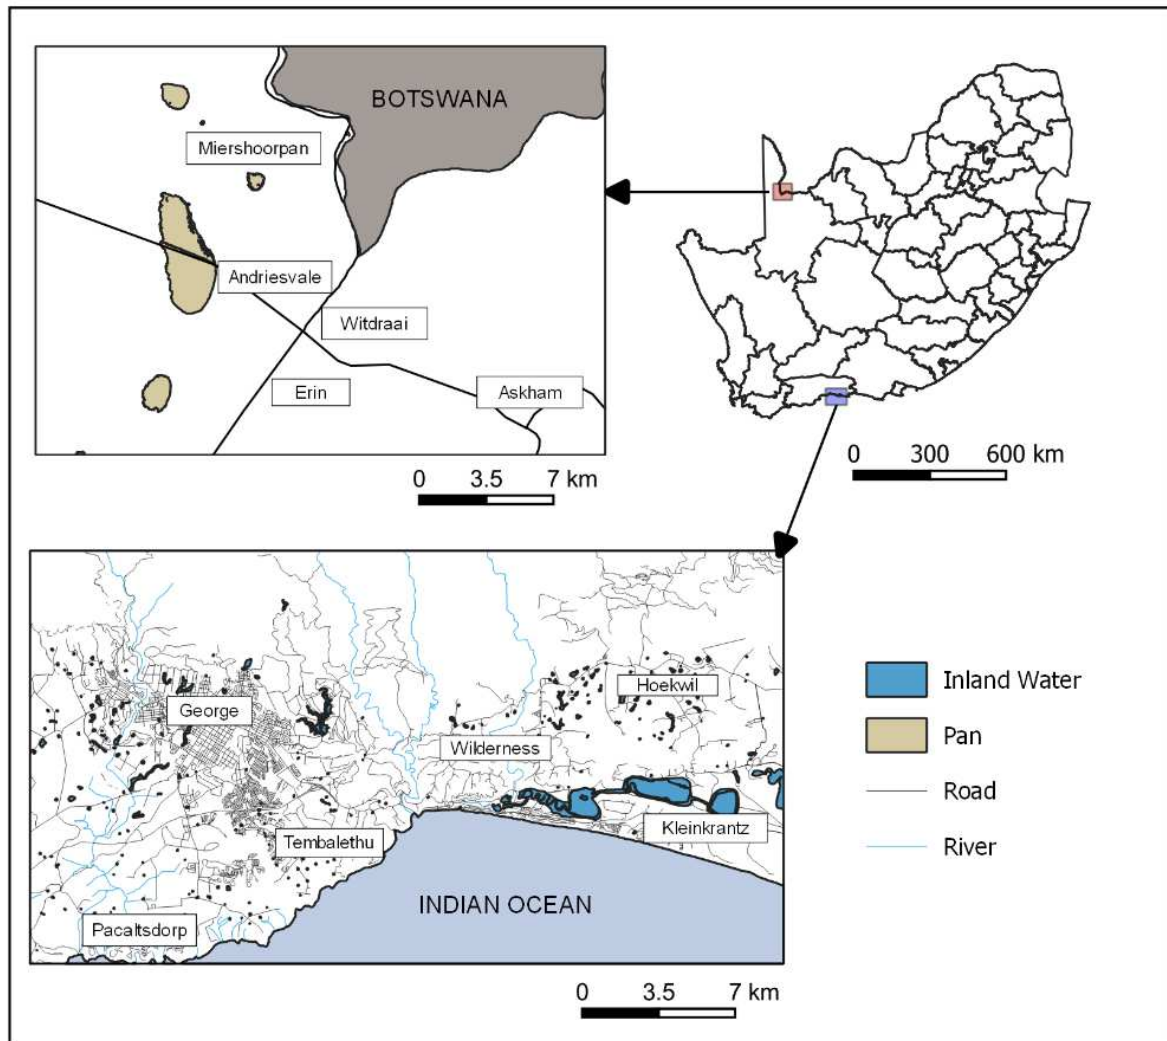 BOTSWANA
Miershoorpan
Andriesvale
Witdraai
Erin
Askham
0 3.5 7 km
0 300 600 km
George
Hoekwil
Wilderness
Kleinkrantz
Tembalethu
INDIAN OCEAN
Pacaltsdorp
0 3.5 7 km
Inland Water
Pan
Road
River